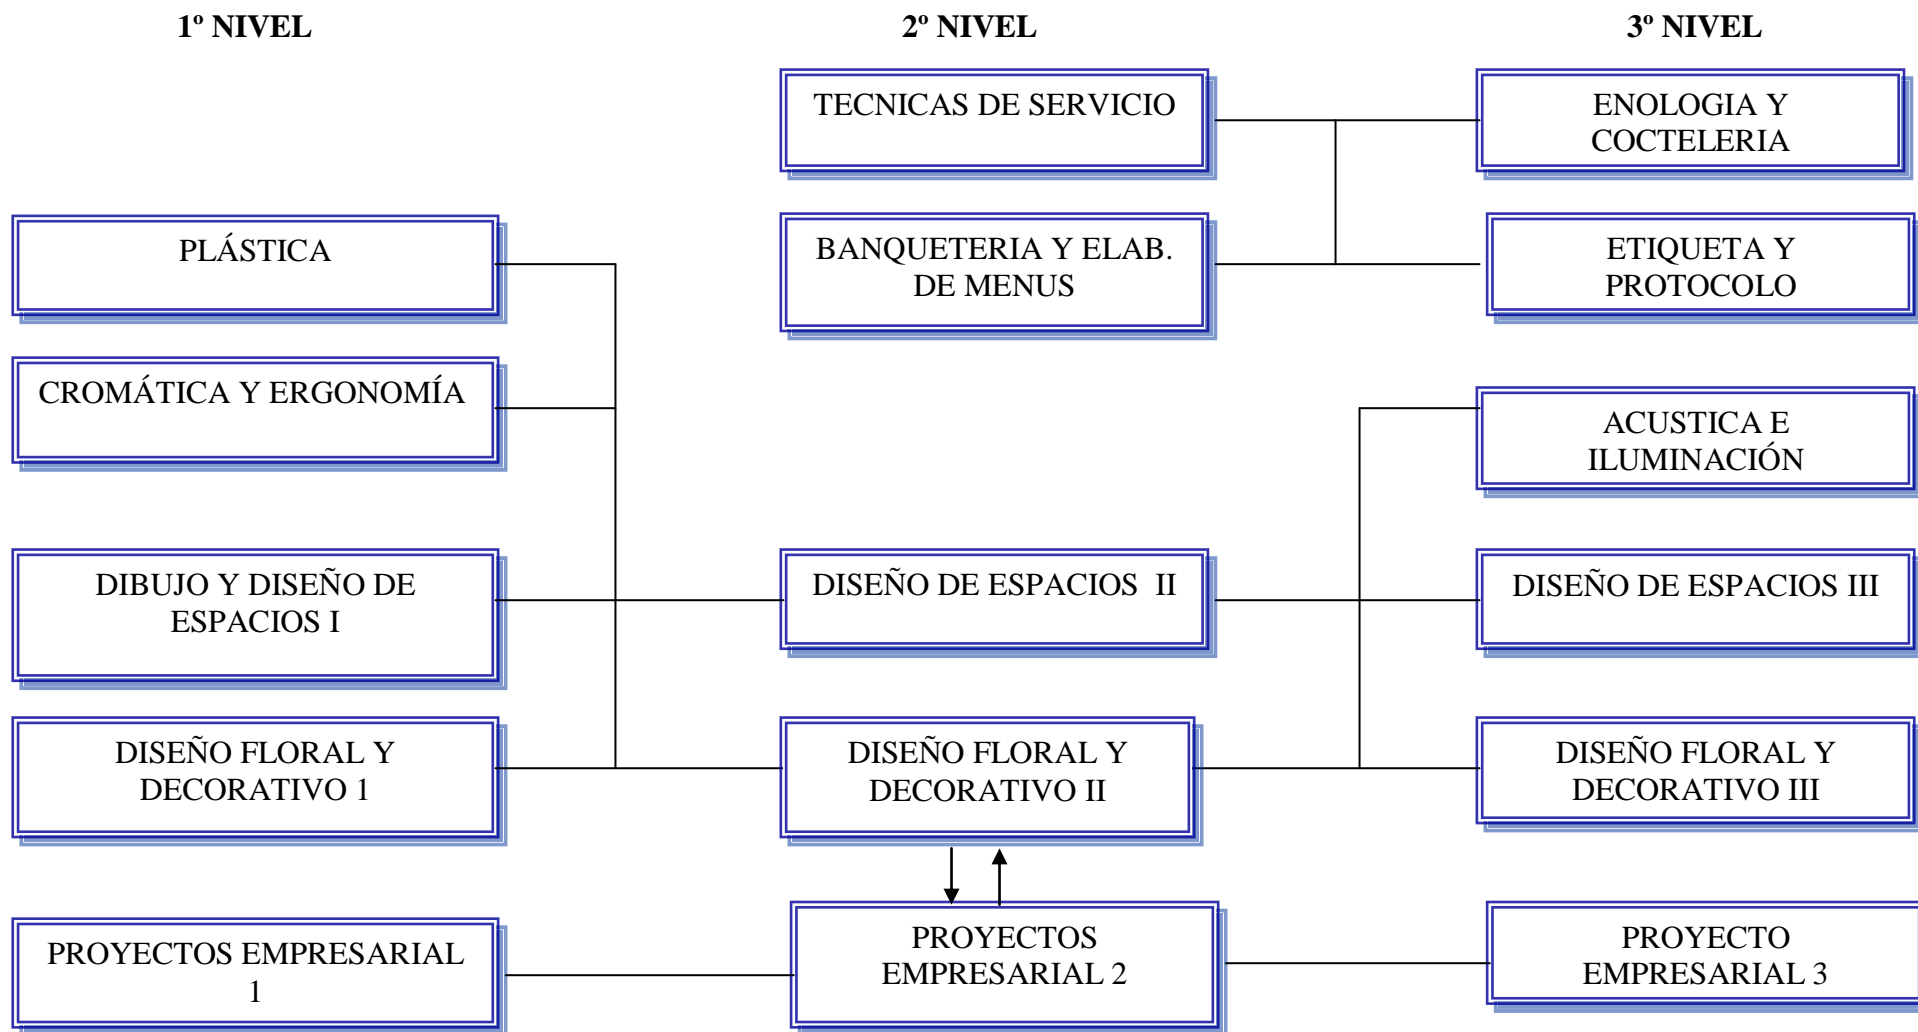 1º NIVEL
2º NIVEL
3º NIVEL
TECNICAS DE SERVICIO
ENOLOGIA Y
COCTELERIA
PLÁSTICA
BANQUETERIA Y ELAB.
DE MENUS
ETIQUETA Y
PROTOCOLO
CROMÁTICA Y ERGONOMÍA
ACUSTICA E
ILUMINACIÓN
DIBUJO Y DISEÑO DE
ESPACIOS I
DISEÑO DE ESPACIOS  II
DISEÑO DE ESPACIOS III
DISEÑO FLORAL Y
DECORATIVO 1
DISEÑO FLORAL Y
DECORATIVO II
DISEÑO FLORAL Y
DECORATIVO III
PROYECTOS EMPRESARIAL
1
PROYECTOS
EMPRESARIAL 2
PROYECTO
EMPRESARIAL 3